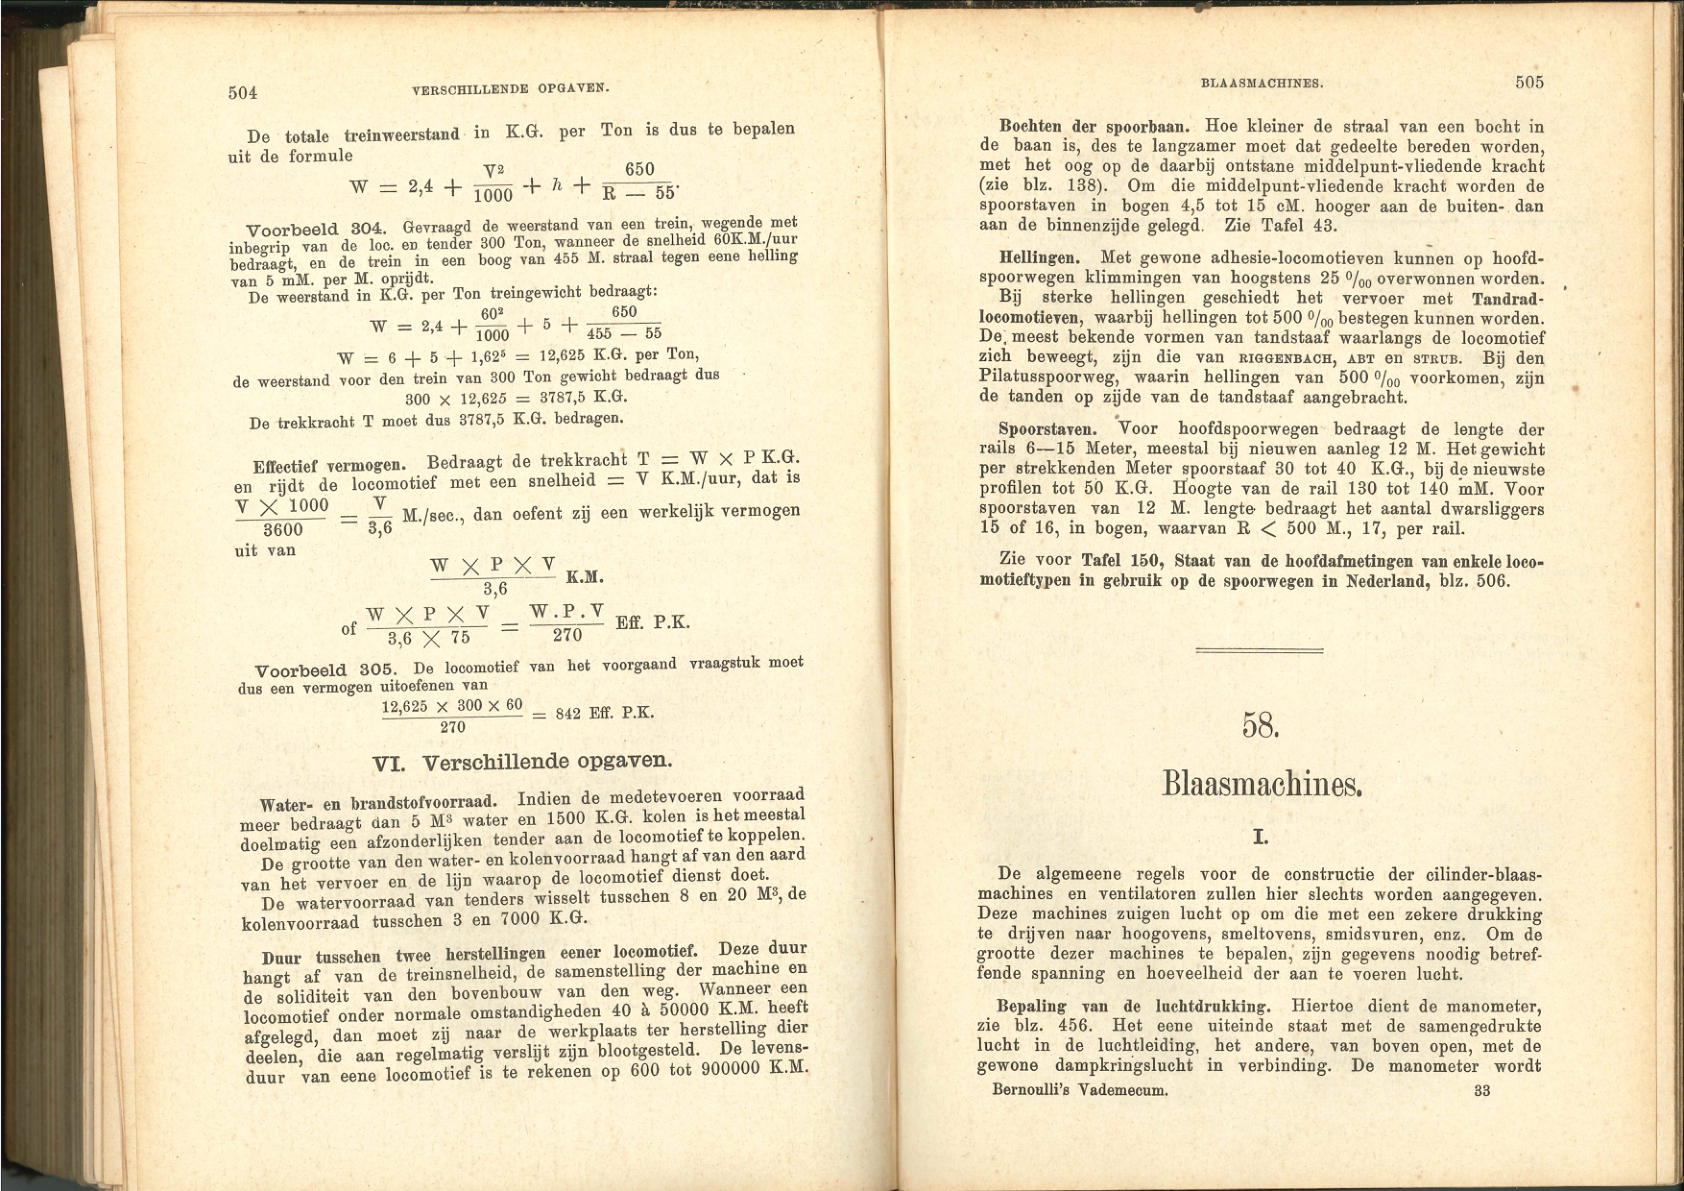 504 VERSCHILLENDE OPGAVEN.
De totale treinweerstand in K.G. per Ton is dus te bepalen
uit de formule
W = 2,4 + V²/1000 + h + 650/(R — 55).
Voorbeeld 304. Gevraagd de weerstand van een trein, wegende met
inbegrip van de loc. en tender 300 Ton, wanneer de snelheid 60K.M./uur
bedraagt, en de trein in een boog van 455 M. straal tegen eene helling
van 5 mM. per M. oprijdt.
De weerstand in K.G. per Ton treingewicht bedraagt:
W = 2,4 + 60²/1000 + 5 + 650/(455 — 55)
W = 6 + 5 + 1,62⁵ = 12,625 K.G. per Ton,
de weerstand voor den trein van 300 Ton gewicht bedraagt dus
300 × 12,625 = 3787,5 K.G.
De trekkracht T moet dus 3787,5 K.G. bedragen.
Effectief vermogen. Bedraagt de trekkracht T = W × P K.G.
en rijdt de locomotief met een snelheid = V K.M./uur, dat is
V × 1000/3600 = V/3,6 M./sec., dan oefent zij een werkelijk vermogen
uit van
W × P × V/3,6 K.M.
of W × P × V/3,6 × 75 = W.P.V/270 Eff. P.K.
Voorbeeld 305. De locomotief van het voorgaand vraagstuk moet
dus een vermogen uitoefenen van
12,625 × 300 × 60/270 = 842 Eff. P.K.
VI. Verschillende opgaven.
Water- en brandstofvoorraad. Indien de medetevoeren voorraad
meer bedraagt dan 5 M³ water en 1500 K.G. kolen is het meestal
doelmatig een afzonderlijken tender aan de locomotief te koppelen.
De grootte van den water- en kolenvoorraad hangt af van den aard
van het vervoer en de lijn waarop de locomotief dienst doet.
De watervoorraad van tenders wisselt tusschen 8 en 20 M³, de
kolenvoorraad tusschen 3 en 7000 K.G.
Duur tusschen twee herstellingen eener locomotief. Deze duur
hangt af van de treinsnelheid, de samenstelling der machine en
de soliditeit van den bovenbouw van den weg. Wanneer een
locomotief onder normale omstandigheden 40 à 50000 K.M. heeft
afgelegd, dan moet zij naar de werkplaats ter herstelling dier
deelen, die aan regelmatig verslijt zijn blootgesteld. De levens-
duur van eene locomotief is te rekenen op 600 tot 900000 K.M.
BLAASMACHINES. 505
Bochten der spoorbaan. Hoe kleiner de straal van een bocht in
de baan is, des te langzamer moet dat gedeelte bereden worden,
met het oog op de daarbij ontstane middelpunt-vliedende kracht
(zie blz. 138). Om die middelpunt-vliedende kracht worden de
spoorstaven in bogen 4,5 tot 15 cM. hooger aan de buiten- dan
aan de binnenzijde gelegd. Zie Tafel 43.
Hellingen. Met gewone adhesie-locomotieven kunnen op hoofd-
spoorwegen klimmingen van hoogstens 25 ⁰/₀₀ overwonnen worden.
Bij sterke hellingen geschiedt het vervoer met Tandrad-
locomotieven, waarbij hellingen tot 500 ⁰/₀₀ bestegen kunnen worden.
De meest bekende vormen van tandstaaf waarlangs de locomotief
zich beweegt, zijn die van RIGGENBACH, ABT en STRUB. Bij den
Pilatusspoorweg, waarin hellingen van 500 ⁰/₀₀ voorkomen, zijn
de tanden op zijde van de tandstaaf aangebracht.
Spoorstaven. Voor hoofdspoorwegen bedraagt de lengte der
rails 6—15 Meter, meestal bij nieuwen aanleg 12 M. Het gewicht
per strekkenden Meter spoorstaaf 30 tot 40 K.G., bij de nieuwste
profilen tot 50 K.G. Hoogte van de rail 130 tot 140 mM. Voor
spoorstaven van 12 M. lengte bedraagt het aantal dwarsliggers
15 of 16, in bogen, waarvan R < 500 M., 17, per rail.
Zie voor Tafel 150, Staat van de hoofdafmetingen van enkele loco-
motieftypen in gebruik op de spoorwegen in Nederland, blz. 506.
58.
Blaasmachines.
I.
De algemeene regels voor de constructie der cilinder-blaas-
machines en ventilatoren zullen hier slechts worden aangegeven.
Deze machines zuigen lucht op om die met een zekere drukking
te drijven naar hoogovens, smeltovens, smidsvuren, enz. Om de
grootte dezer machines te bepalen, zijn gegevens noodig betref-
fende spanning en hoeveelheid der aan te voeren lucht.
Bepaling van de luchtdrukking. Hiertoe dient de manometer,
zie blz. 456. Het eene uiteinde staat met de samengedrukte
lucht in de luchtleiding, het andere, van boven open, met de
gewone dampkringslucht in verbinding. De manometer wordt
Bernoulli's Vademecum. 33